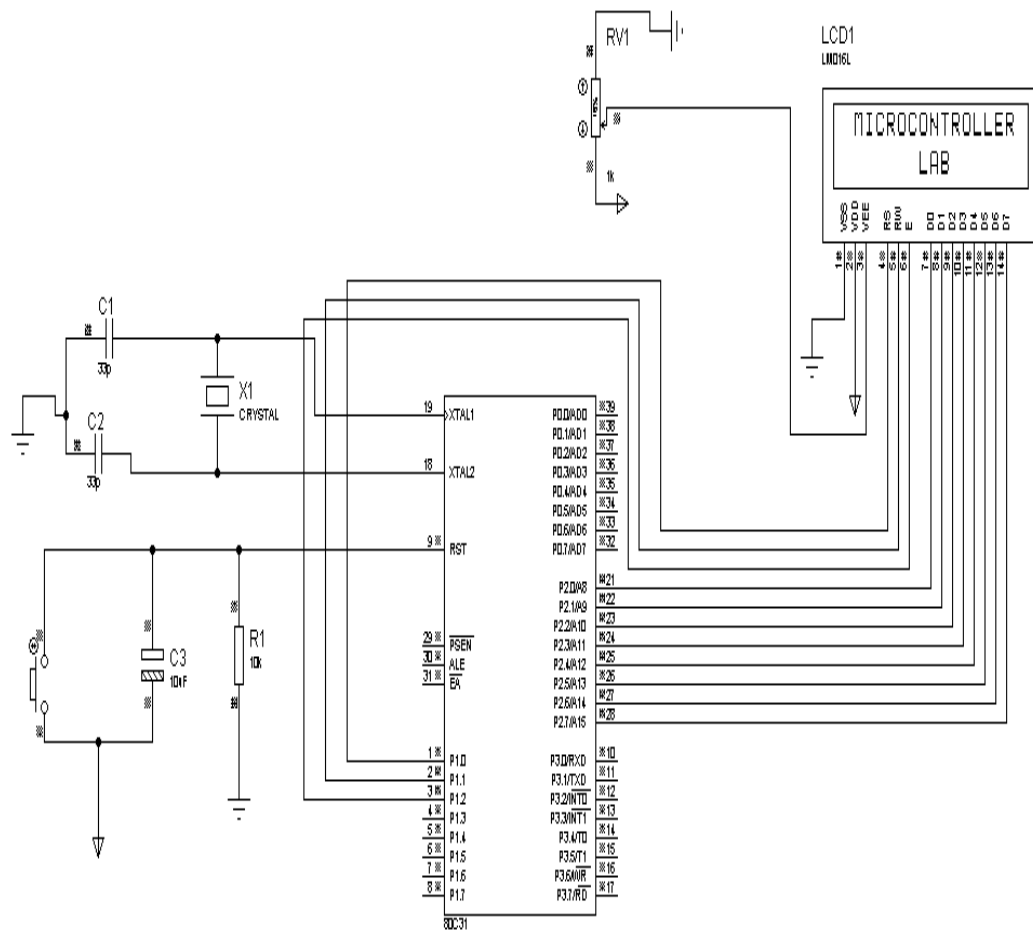 RV1
1k
LCD1
LM016L
MICROCONTROLLER
LAB
VSS
VDD
VEE
RS
RW
E
D0
D1
D2
D3
D4
D5
D6
D7
1
2
3
4
5
6
7
8
9
10
11
12
13
14
C1
33p
C2
33p
X1
CRYSTAL
C3
10uF
R1
10k
19 XTAL1
18 XTAL2
9 RST
29 PSEN
30 ALE
31 EA
1 P1.0
2 P1.1
3 P1.2
4 P1.3
5 P1.4
6 P1.5
7 P1.6
8 P1.7
P0.0/AD0 39
P0.1/AD1 38
P0.2/AD2 37
P0.3/AD3 36
P0.4/AD4 35
P0.5/AD5 34
P0.6/AD6 33
P0.7/AD7 32
P2.0/A8 21
P2.1/A9 22
P2.2/A10 23
P2.3/A11 24
P2.4/A12 25
P2.5/A13 26
P2.6/A14 27
P2.7/A15 28
P3.0/RXD 10
P3.1/TXD 11
P3.2/INT0 12
P3.3/INT1 13
P3.4/T0 14
P3.5/T1 15
P3.6/WR 16
P3.7/RD 17
80C31